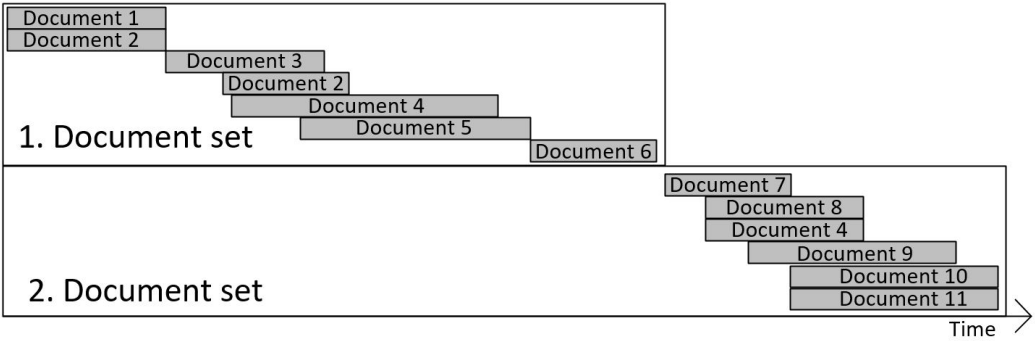 Document 1
Document 2
Document 3
Document 2
Document 4
Document 5
1. Document set
Document 6
Document 7
Document 8
Document 4
Document 9
Document 10
2. Document set
Document 11
Time